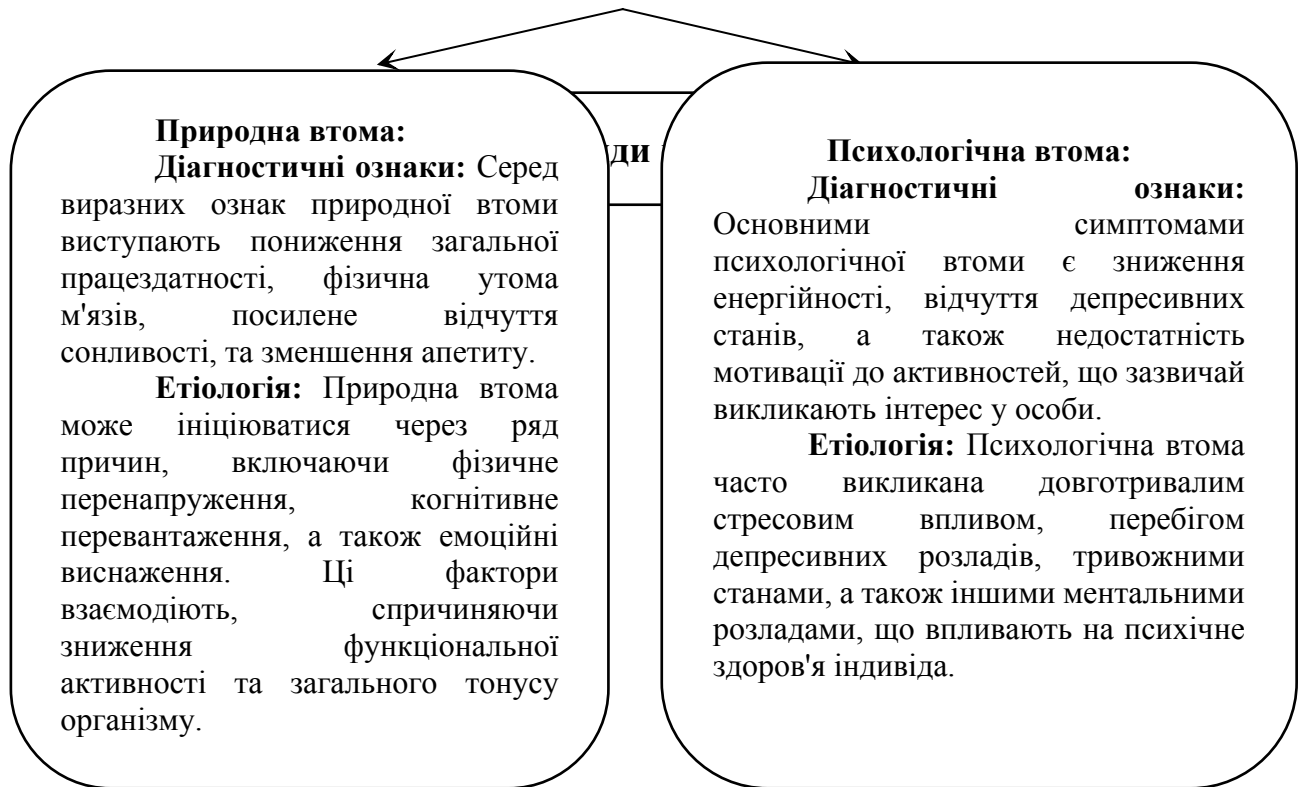 ди
Природна втома:
Діагностичні ознаки: Серед
виразних ознак природної втоми
виступають пониження загальної
працездатності, фізична утома
м'язів, посилене відчуття
сонливості, та зменшення апетиту.
Етіологія: Природна втома
може ініціюватися через ряд
причин, включаючи фізичне
перенапруження, когнітивне
перевантаження, а також емоційні
виснаження. Ці фактори
взаємодіють, спричиняючи
зниження функціональної
активності та загального тонусу
організму.
Психологічна втома:
Діагностичні ознаки:
Основними симптомами
психологічної втоми є зниження
енергійності, відчуття депресивних
станів, а також недостатність
мотивації до активностей, що зазвичай
викликають інтерес у особи.
Етіологія: Психологічна втома
часто викликана довготривалим
стресовим впливом, перебігом
депресивних розладів, тривожними
станами, а також іншими ментальними
розладами, що впливають на психічне
здоров'я індивіда.